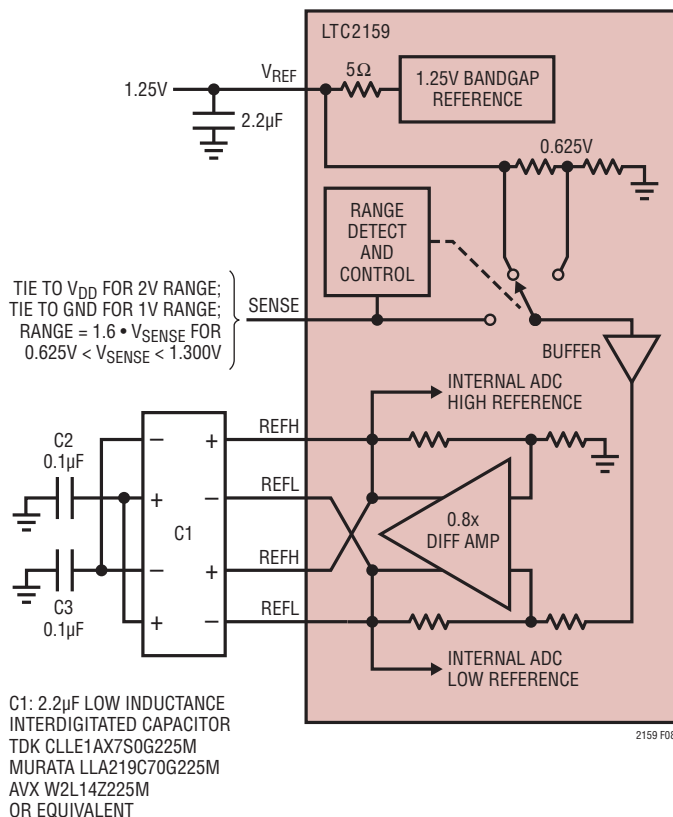 LTC2159
1.25V
VREF
5Ω
1.25V BANDGAP
REFERENCE
2.2µF
0.625V
RANGE
DETECT
AND
CONTROL
TIE TO VDD FOR 2V RANGE;
TIE TO GND FOR 1V RANGE;
RANGE = 1.6 • VSENSE FOR
0.625V < VSENSE < 1.300V
SENSE
BUFFER
INTERNAL ADC
HIGH REFERENCE
C2
0.1µF
–
+
REFH
+
–
REFL
C1
0.8x
DIFF AMP
–
+
REFH
C3
0.1µF
+
–
REFL
INTERNAL ADC
LOW REFERENCE
C1: 2.2µF LOW INDUCTANCE
INTERDIGITATED CAPACITOR
TDK CLLE1AX7S0G225M
MURATA LLA219C70G225M
AVX W2L14Z225M
OR EQUIVALENT
2159 F08